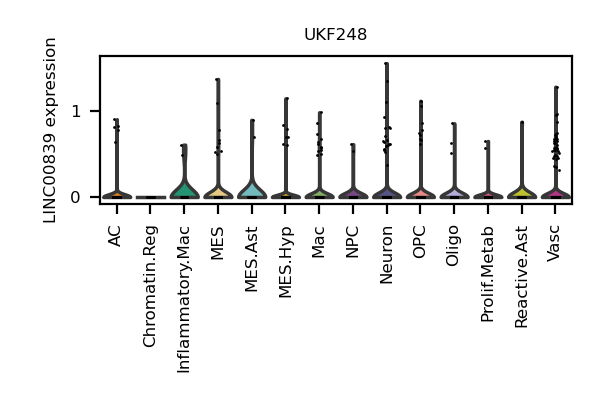 UKF248
LINC00839 expression
1
0
AC
Chromatin.Reg
Inflammatory.Mac
MES
MES.Ast
MES.Hyp
Mac
NPC
Neuron
OPC
Oligo
Prolif.Metab
Reactive.Ast
Vasc